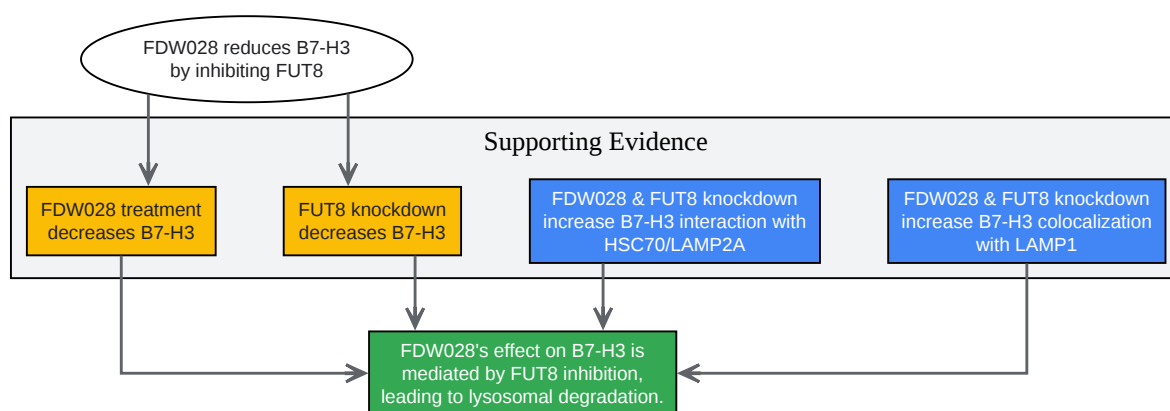 FDW028 reduces B7-H3
by inhibiting FUT8
Supporting Evidence
FDW028 treatment
decreases B7-H3
FUT8 knockdown
decreases B7-H3
FDW028 & FUT8 knockdown
increase B7-H3 interaction with
HSC70/LAMP2A
FDW028 & FUT8 knockdown
increase B7-H3 colocalization
with LAMP1
FDW028's effect on B7-H3 is
mediated by FUT8 inhibition,
leading to lysosomal degradation.